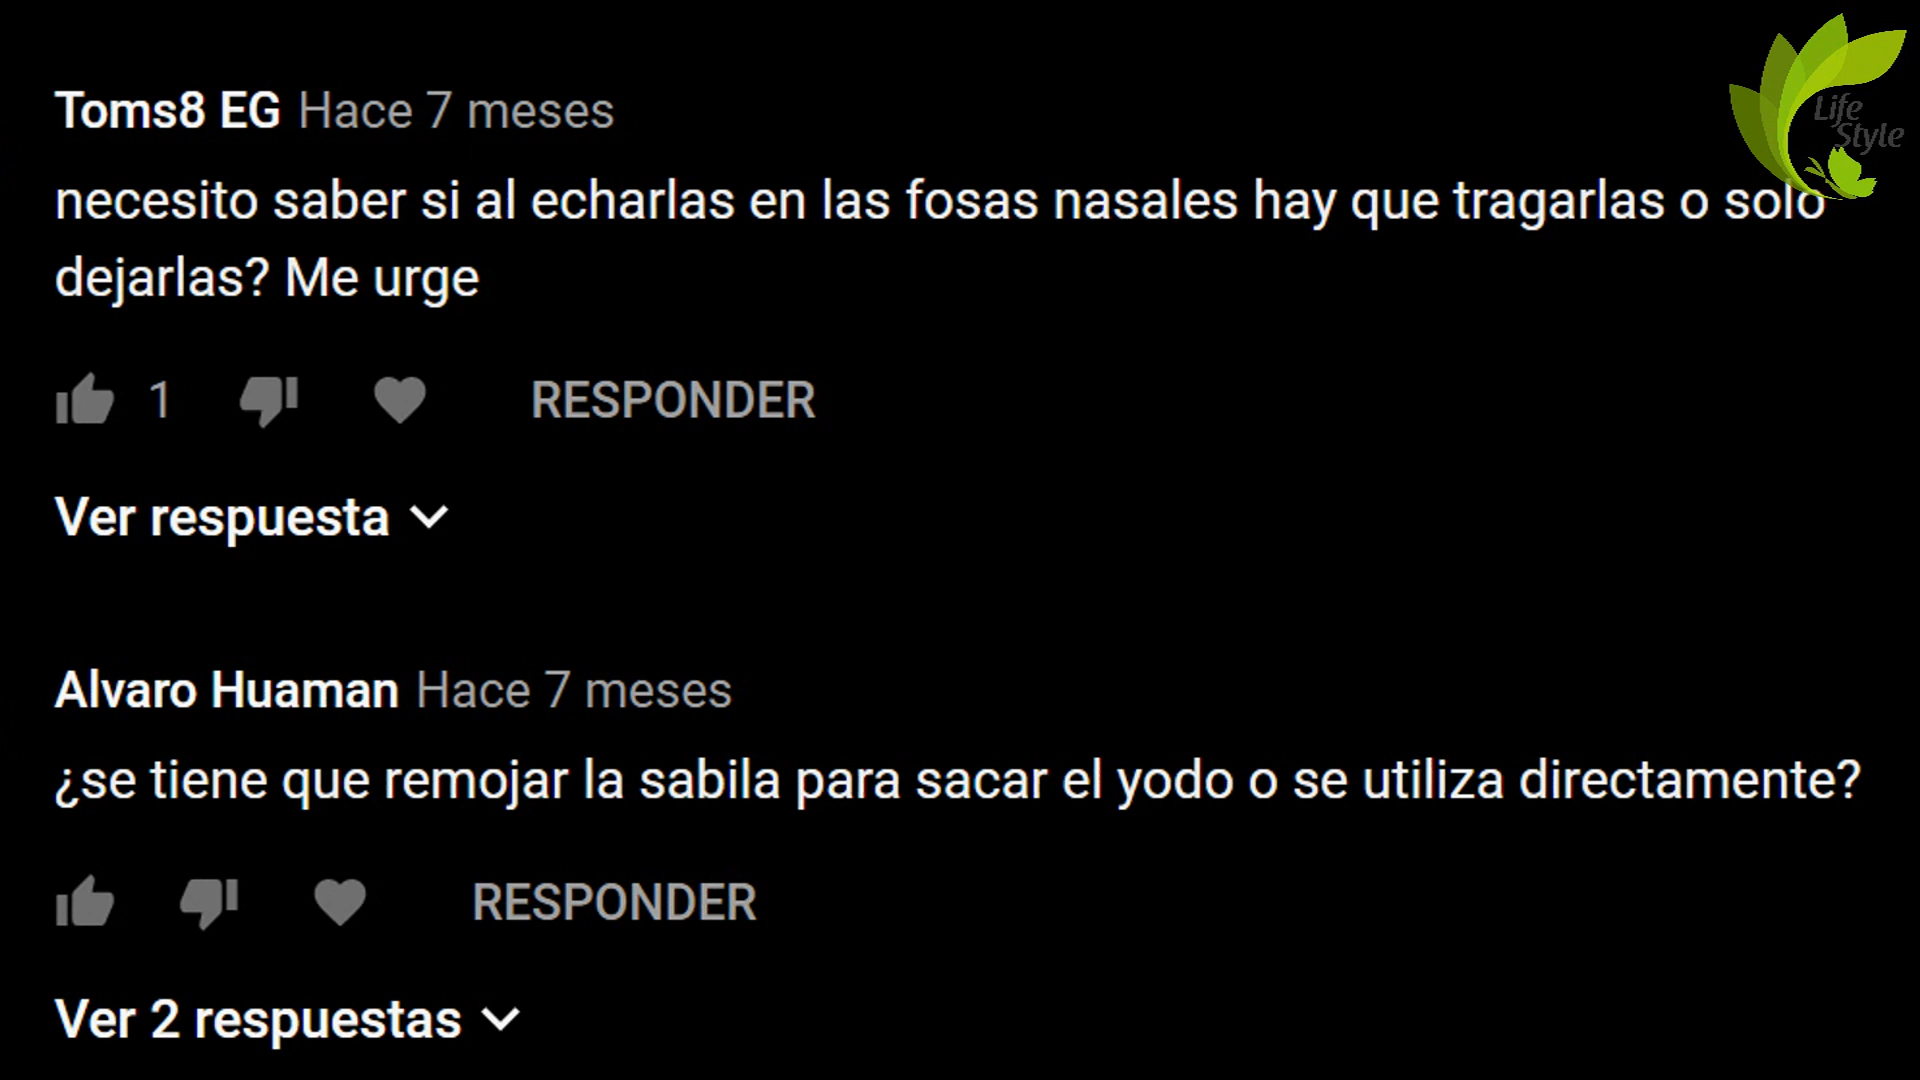 Toms8 EG Hace 7 meses
Life
Style
necesito saber si al echarlas en las fosas nasales hay que tragarlas o solo
dejarlas? Me urge
1 RESPONDER
Ver respuesta
Alvaro Huaman Hace 7 meses
¿se tiene que remojar la sabila para sacar el yodo o se utiliza directamente?
RESPONDER
Ver 2 respuestas